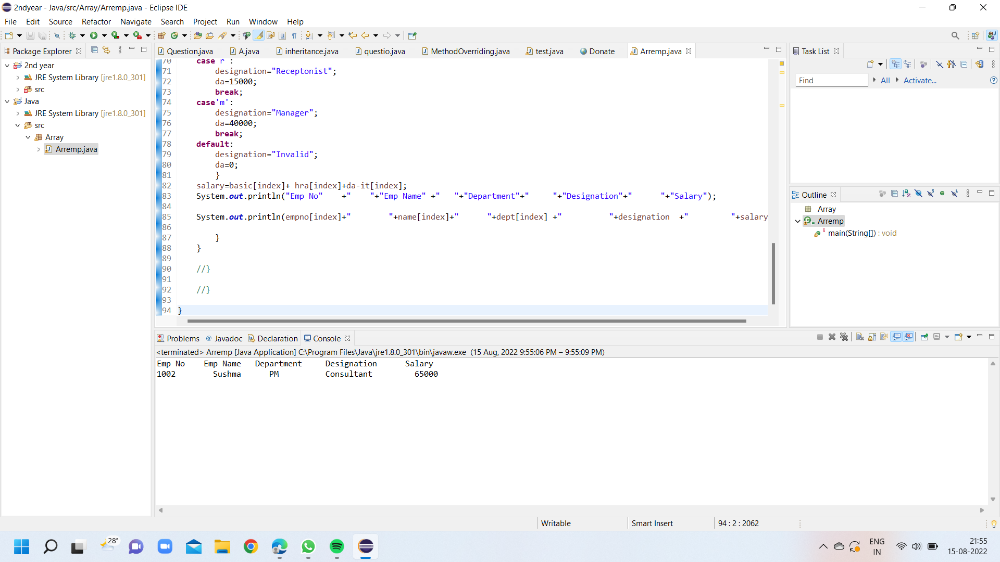 2ndyear - Java/src/Array/Arremp.java - Eclipse IDE
File Edit Source Refactor Navigate Search Project Run Window Help
Package Explorer
2nd year
JRE System Library [jre1.8.0_301]
src
Java
JRE System Library [jre1.8.0_301]
src
Array
Arremp.java
Question.java A.java inheritance.java questio.java MethodOverriding.java test.java Donate Arremp.java
70 case'r':
71 designation="Receptonist";
72 da=15000;
73 break;
74 case'm':
75 designation="Manager";
76 da=40000;
77 break;
78 default:
79 designation="Invalid";
80 da=0;
81 }
82 salary=basic[index]+ hra[index]+da-it[index];
83 System.out.println("Emp No"    +"    "+"Emp Name" +"   "+"Department"+"     "+"Designation"+"      "+"Salary");
84
85 System.out.println(empno[index]+"        "+name[index]+"      "+dept[index] +"          "+designation  +"         "+salary
86
87 }
88 }
89
90 //}
91
92 //}
93
94 }
Task List
Find All Activate...
Outline
Array
Arremp
main(String[]) : void
Problems @ Javadoc Declaration Console
<terminated> Arremp [Java Application] C:\Program Files\Java\jre1.8.0_301\bin\javaw.exe (15 Aug, 2022 9:55:06 PM – 9:55:09 PM)
Emp No    Emp Name   Department     Designation      Salary
1002        Sushma      PM          Consultant         65000
Writable Smart Insert 94 : 2 : 2062
28°
ENG
IN
21:55
15-08-2022